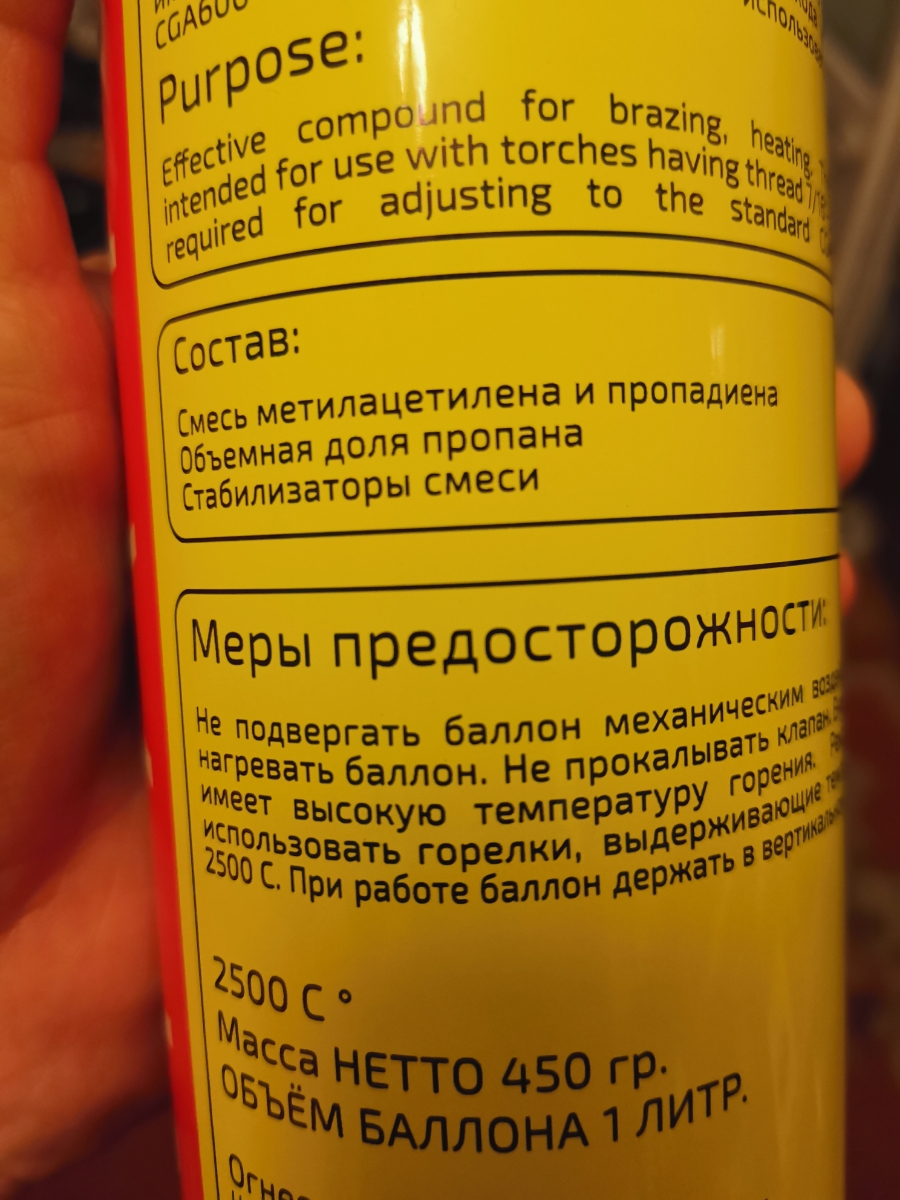 CGA600
Purpose:
Effective compound for brazing, heating,
intended for use with torches having thread
required for adjusting to the standard
Состав:
Смесь метилацетилена и пропадиена
Объемная доля пропана
Стабилизаторы смеси
Меры предосторожности:
Не подвергать баллон механическим
нагревать баллон. Не прокалывать клапан.
имеет высокую температуру горения.
использовать горелки, выдерживающие
2500 С. При работе баллон держать в
2500 С °
Масса НЕТТО 450 гр.
ОБЪЁМ БАЛЛОНА 1 ЛИТР.